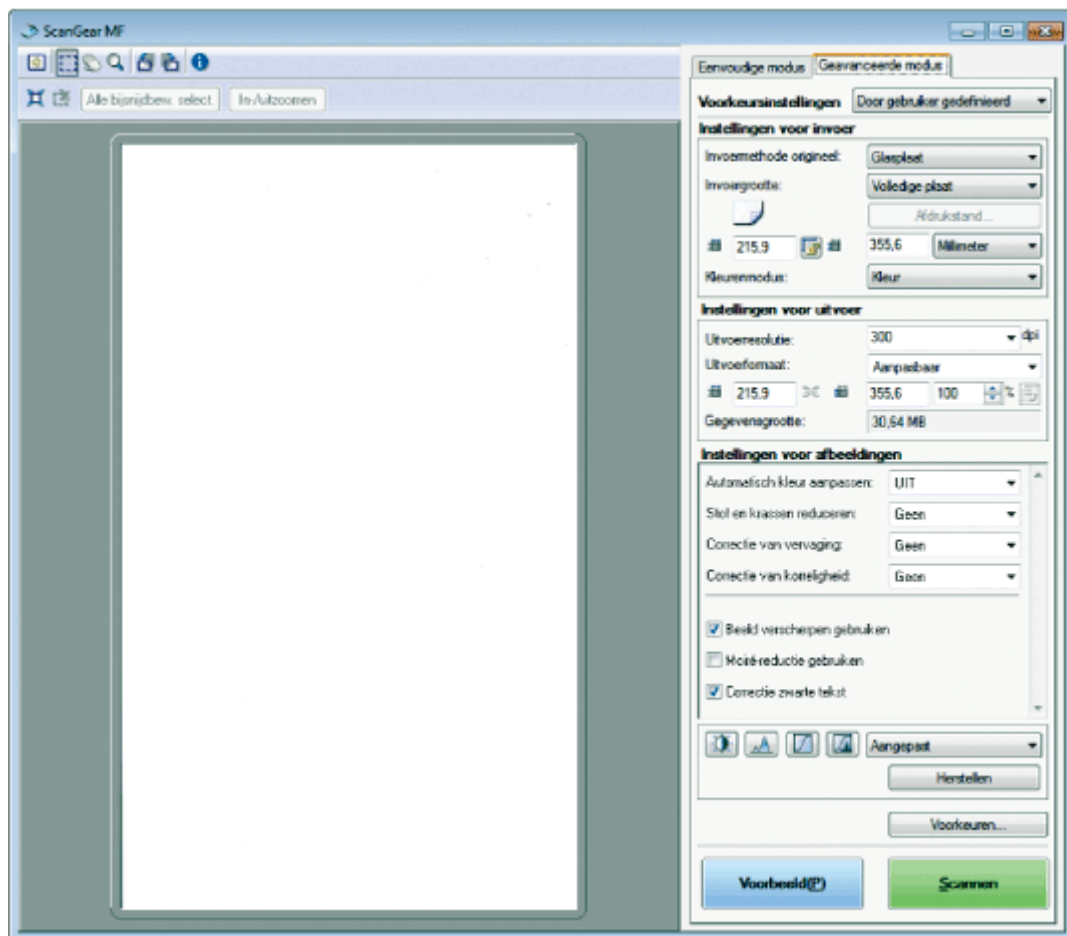 ScanGear MF
Alle bijsnijdbew. select. In-/uitzoomen
Eenvoudige modus Geavanceerde modus
Voorkeursinstellingen Door gebruiker gedefinieerd
Instellingen voor invoer
Invoermethode origineel: Glasplaat
Invoergrootte: Volledige plaat
Afdrukstand...
215,9 355,6 Millimeter
Kleurenmodus: Kleur
Instellingen voor uitvoer
Uitvoerresolutie: 300 dpi
Uitvoerformaat: Aanpasbaar
215,9 355,6 100 %
Gegevensgrootte: 30,64 MB
Instellingen voor afbeeldingen
Automatisch kleur aanpassen: UIT
Stof en krassen reduceren: Geen
Correctie van vervaging: Geen
Correctie van korreligheid: Geen
Beeld verscherpen gebruiken
Moiré-reductie gebruiken
Correctie zwarte tekst
Aangepast
Herstellen
Voorkeuren...
Voorbeeld(P) Scannen